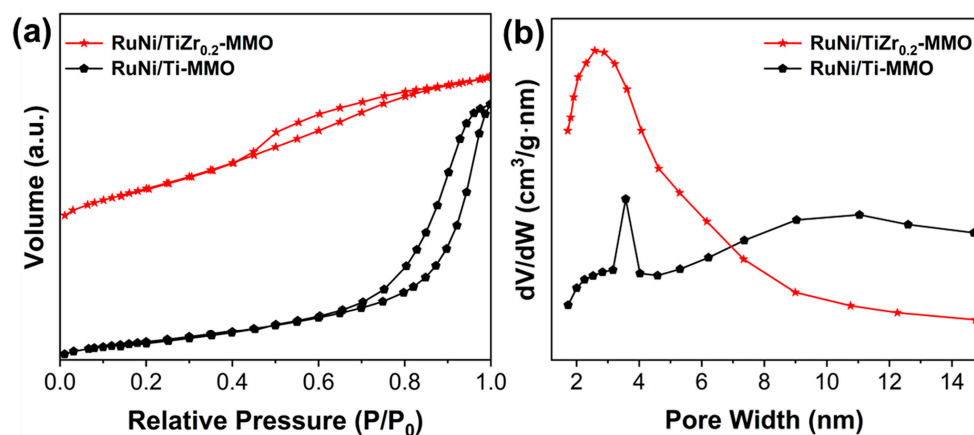 (a)
RuNi/TiZr₀.₂-MMO
RuNi/Ti-MMO
Volume (a.u.)
0.0 0.2 0.4 0.6 0.8 1.0
Relative Pressure (P/P₀)
(b)
RuNi/TiZr₀.₂-MMO
RuNi/Ti-MMO
dV/dW (cm³/g·nm)
2 4 6 8 10 12 14
Pore Width (nm)